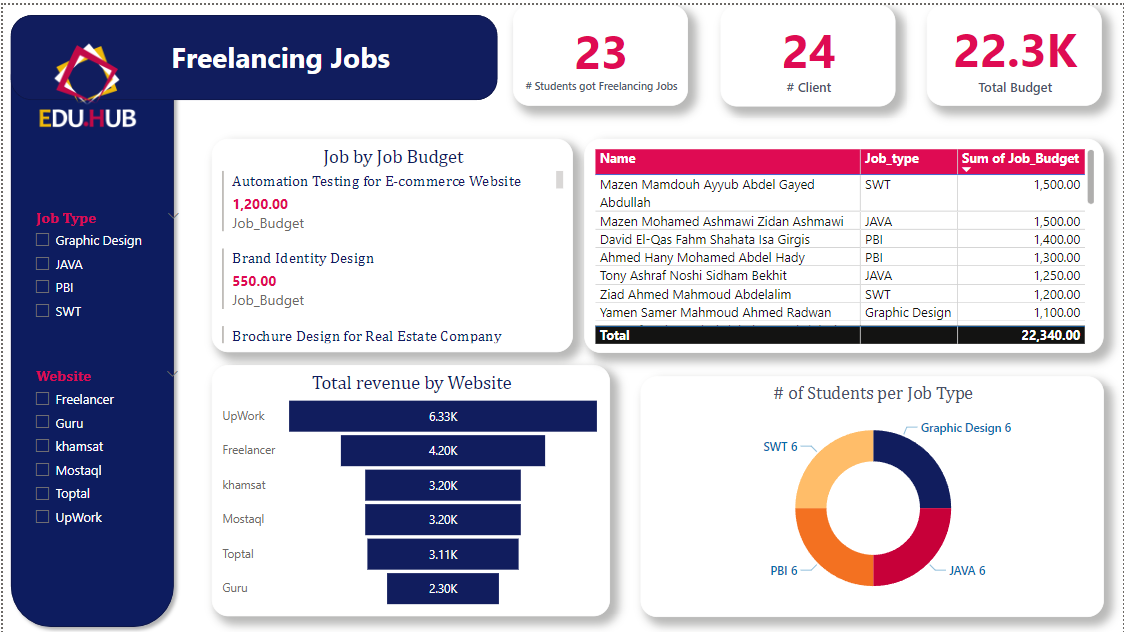 Freelancing Jobs
EDU.HUB
23
# Students got Freelancing Jobs
24
# Client
22.3K
Total Budget
Job Type
Graphic Design
JAVA
PBI
SWT
Website
Freelancer
Guru
khamsat
Mostaql
Toptal
UpWork
Job by Job Budget
Automation Testing for E-commerce Website
1,200.00
Job_Budget
Brand Identity Design
550.00
Job_Budget
Brochure Design for Real Estate Company
Name Job_type Sum of Job_Budget
Mazen Mamdouh Ayyub Abdel Gayed SWT 1,500.00
Abdullah
Mazen Mohamed Ashmawi Zidan Ashmawi JAVA 1,500.00
David El-Qas Fahm Shahata Isa Girgis PBI 1,400.00
Ahmed Hany Mohamed Abdel Hady PBI 1,300.00
Tony Ashraf Noshi Sidham Bekhit JAVA 1,250.00
Ziad Ahmed Mahmoud Abdelalim SWT 1,200.00
Yamen Samer Mahmoud Ahmed Radwan Graphic Design 1,100.00
Total 22,340.00
Total revenue by Website
UpWork 6.33K
Freelancer 4.20K
khamsat 3.20K
Mostaql 3.20K
Toptal 3.11K
Guru 2.30K
# of Students per Job Type
Graphic Design 6
SWT 6
PBI 6
JAVA 6